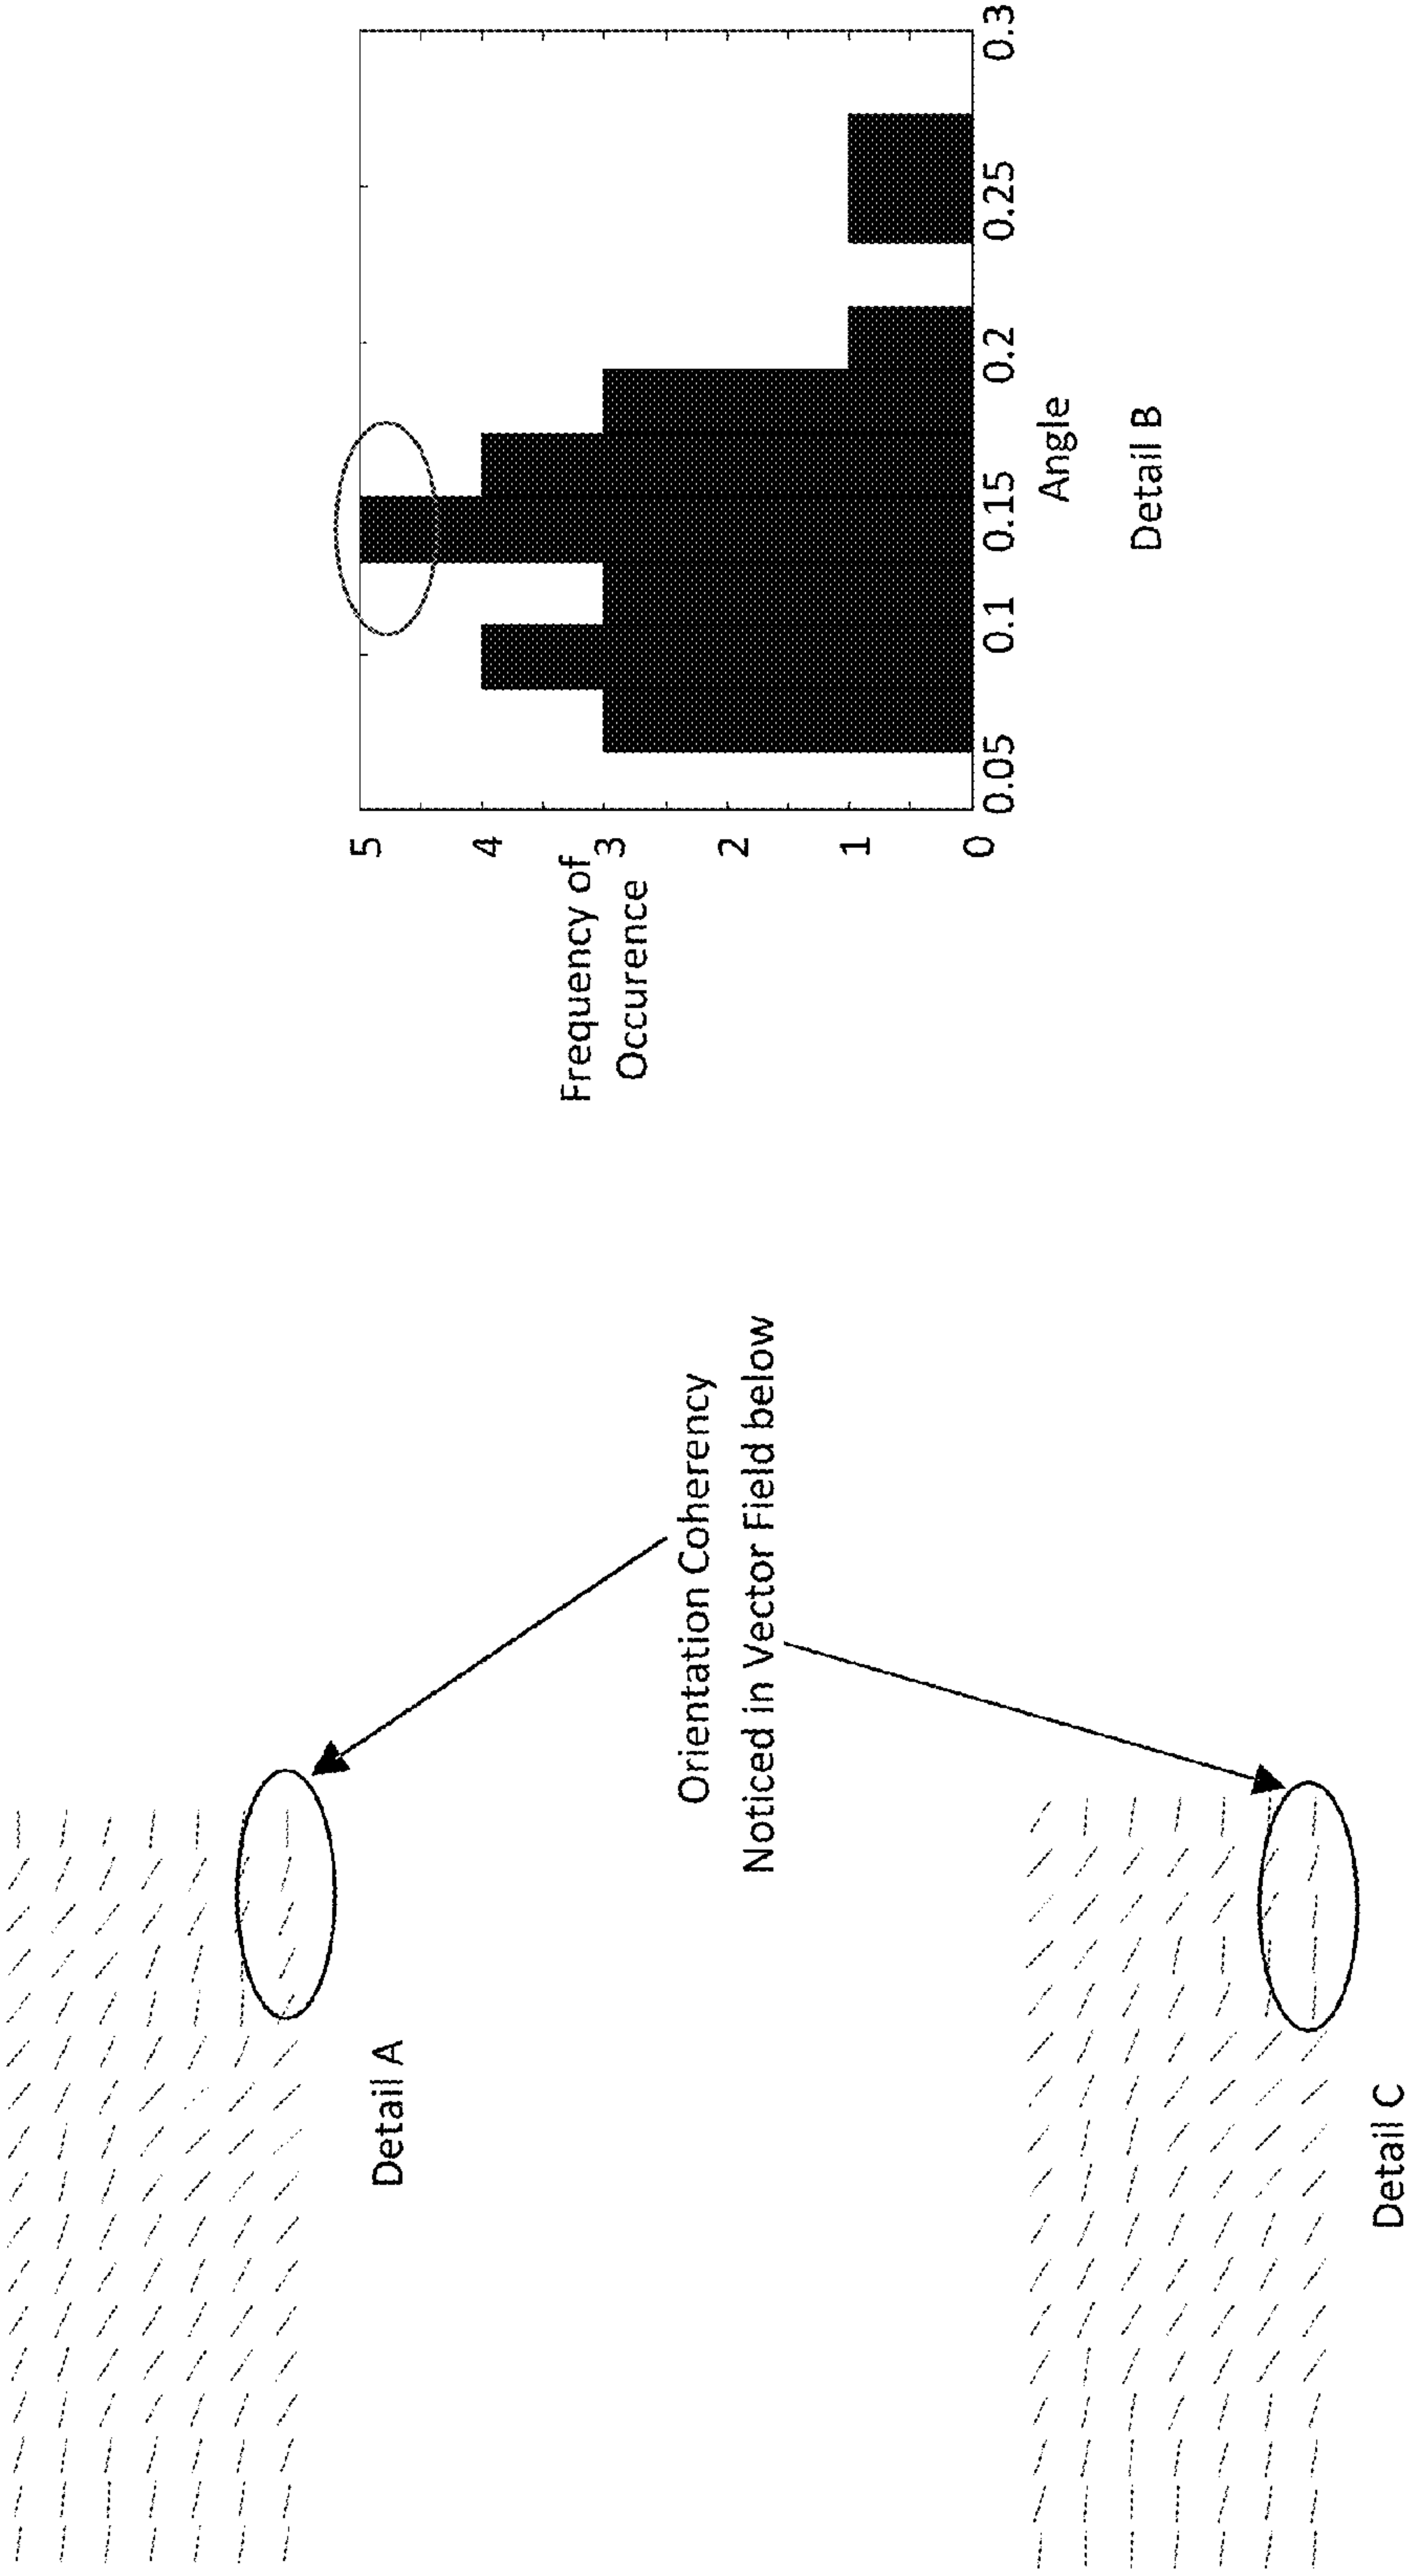 Detail A
Orientation Coherency
Noticed in Vector Field below
Detail C
Frequency of
Occurence
5
4
3
2
1
0
0.05
0.1
0.15
0.2
0.25
0.3
Angle
Detail B